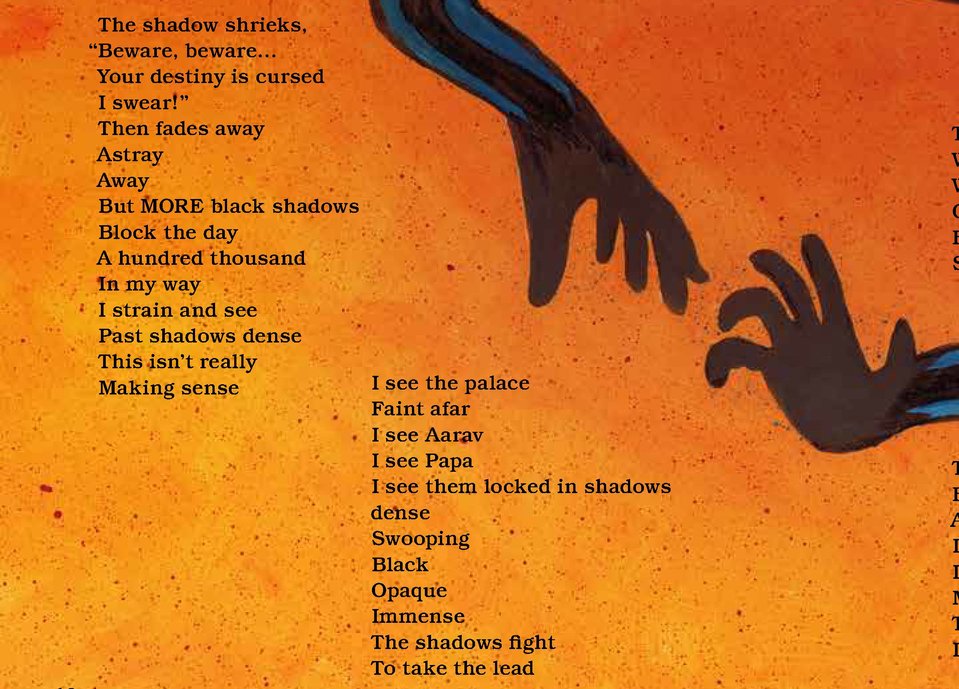 The shadow shrieks,
“Beware, beware...
Your destiny is cursed
I swear!”
Then fades away
Astray
Away
But MORE black shadows
Block the day
A hundred thousand
In my way
I strain and see
Past shadows dense
This isn’t really
Making sense
I see the palace
Faint afar
I see Aarav
I see Papa
I see them locked in shadows
dense
Swooping
Black
Opaque
Immense
The shadows fight
To take the lead